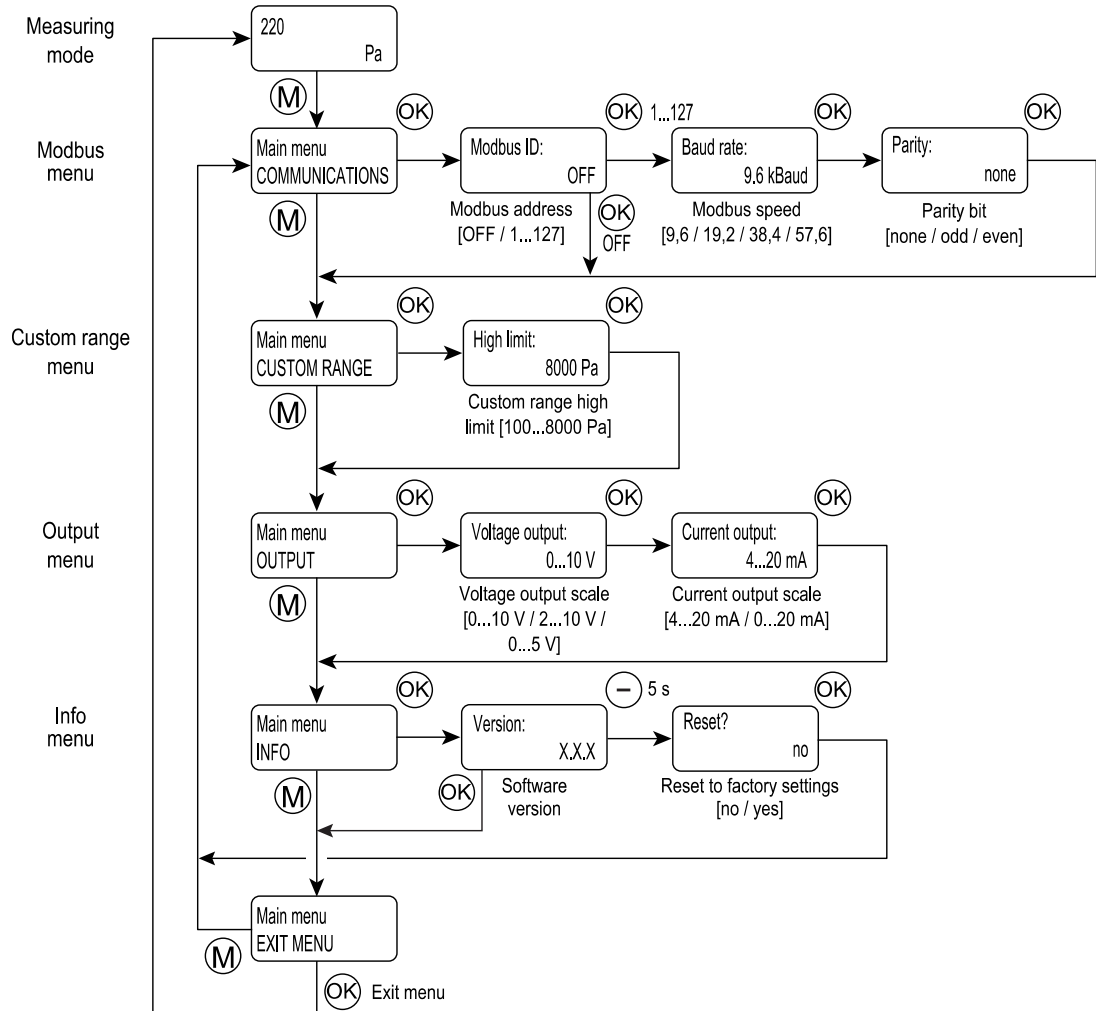 Measuring
mode
220
Pa
M
OK
OK 1...127
OK
OK
Modbus
menu
Main menu
COMMUNICATIONS
Modbus ID:
OFF
Baud rate:
9.6 kBaud
Parity:
none
M
Modbus address
[OFF / 1...127]
OK
OFF
Modbus speed
[9,6 / 19,2 / 38,4 / 57,6]
Parity bit
[none / odd / even]
Custom range
menu
OK
OK
Main menu
CUSTOM RANGE
High limit:
8000 Pa
M
Custom range high
limit [100...8000 Pa]
Output
menu
OK
OK
OK
Main menu
OUTPUT
Voltage output:
0...10 V
Current output:
4...20 mA
M
Voltage output scale
[0...10 V / 2...10 V /
0...5 V]
Current output scale
[4...20 mA / 0...20 mA]
Info
menu
OK
– 5 s
OK
Main menu
INFO
Version:
X.X.X
Reset?
no
M
OK
Software
version
Reset to factory settings
[no / yes]
Main menu
EXIT MENU
M
OK Exit menu